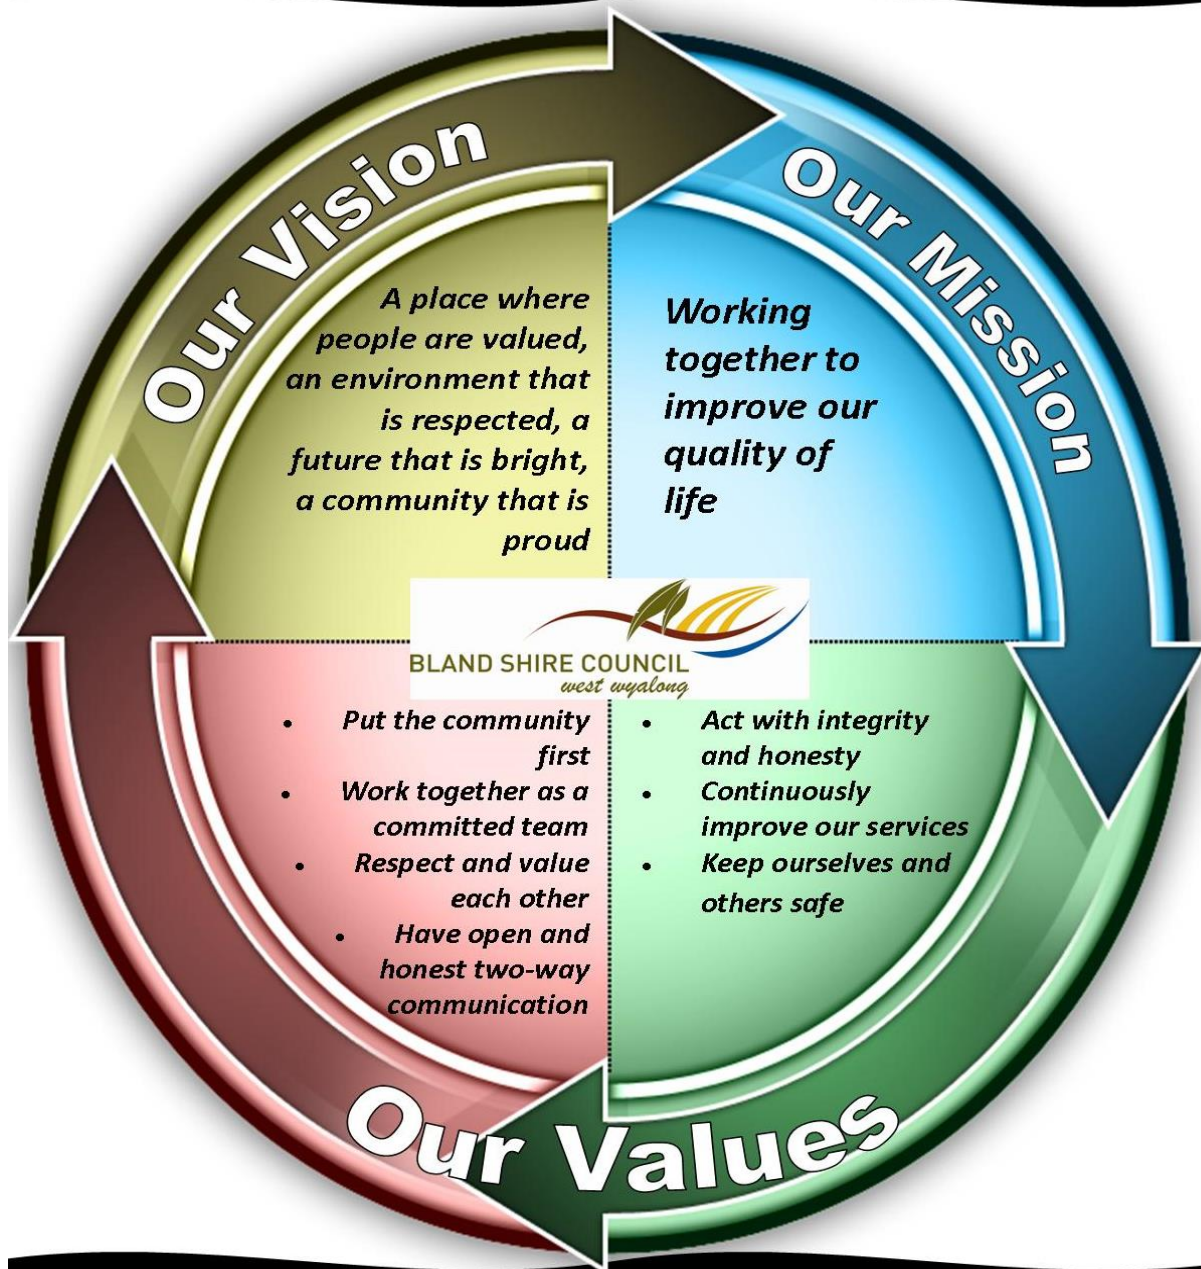 Our Vision
A place where
people are valued,
an environment that
is respected, a
future that is bright,
a community that is
proud
Our Mission
Working
together to
improve our
quality of
life
BLAND SHIRE COUNCIL
west wyalong
• Put the community
first
• Work together as a
committed team
• Respect and value
each other
• Have open and
honest two-way
communication
• Act with integrity
and honesty
• Continuously
improve our services
• Keep ourselves and
others safe
Our Values